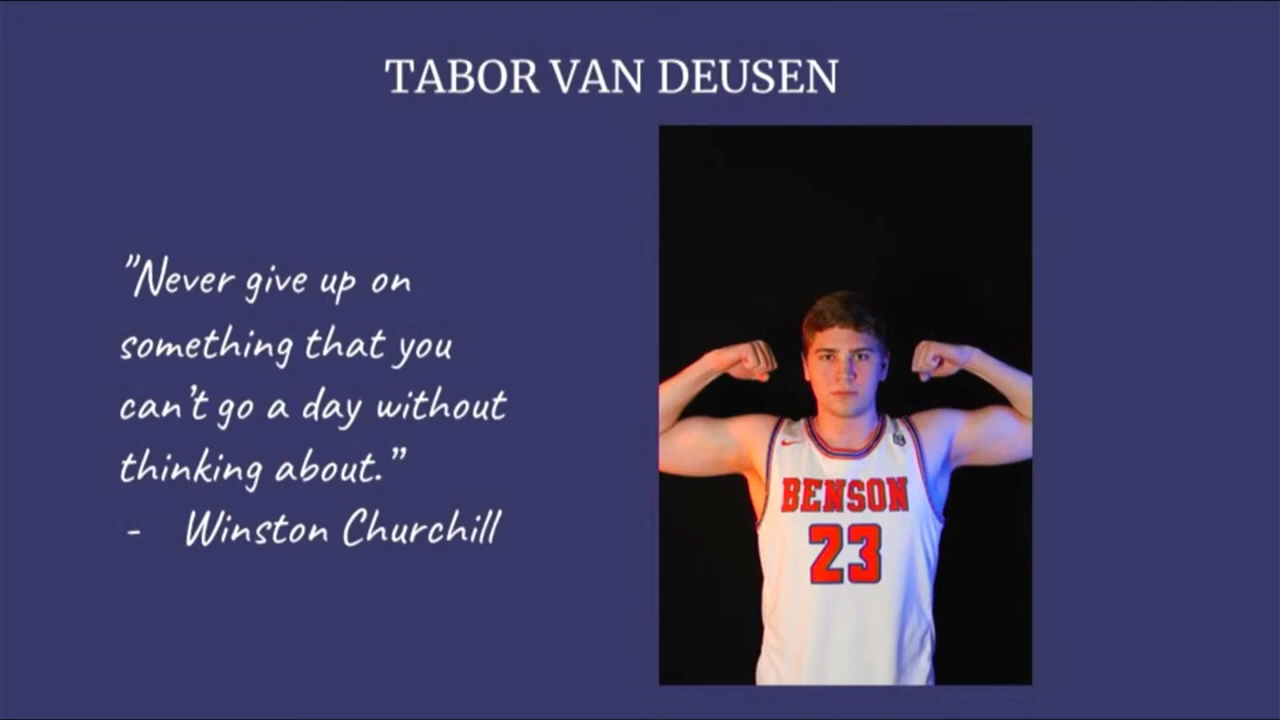 TABOR VAN DEUSEN
"Never give up on
something that you
can't go a day without
thinking about.”
- Winston Churchill
BENSON
23